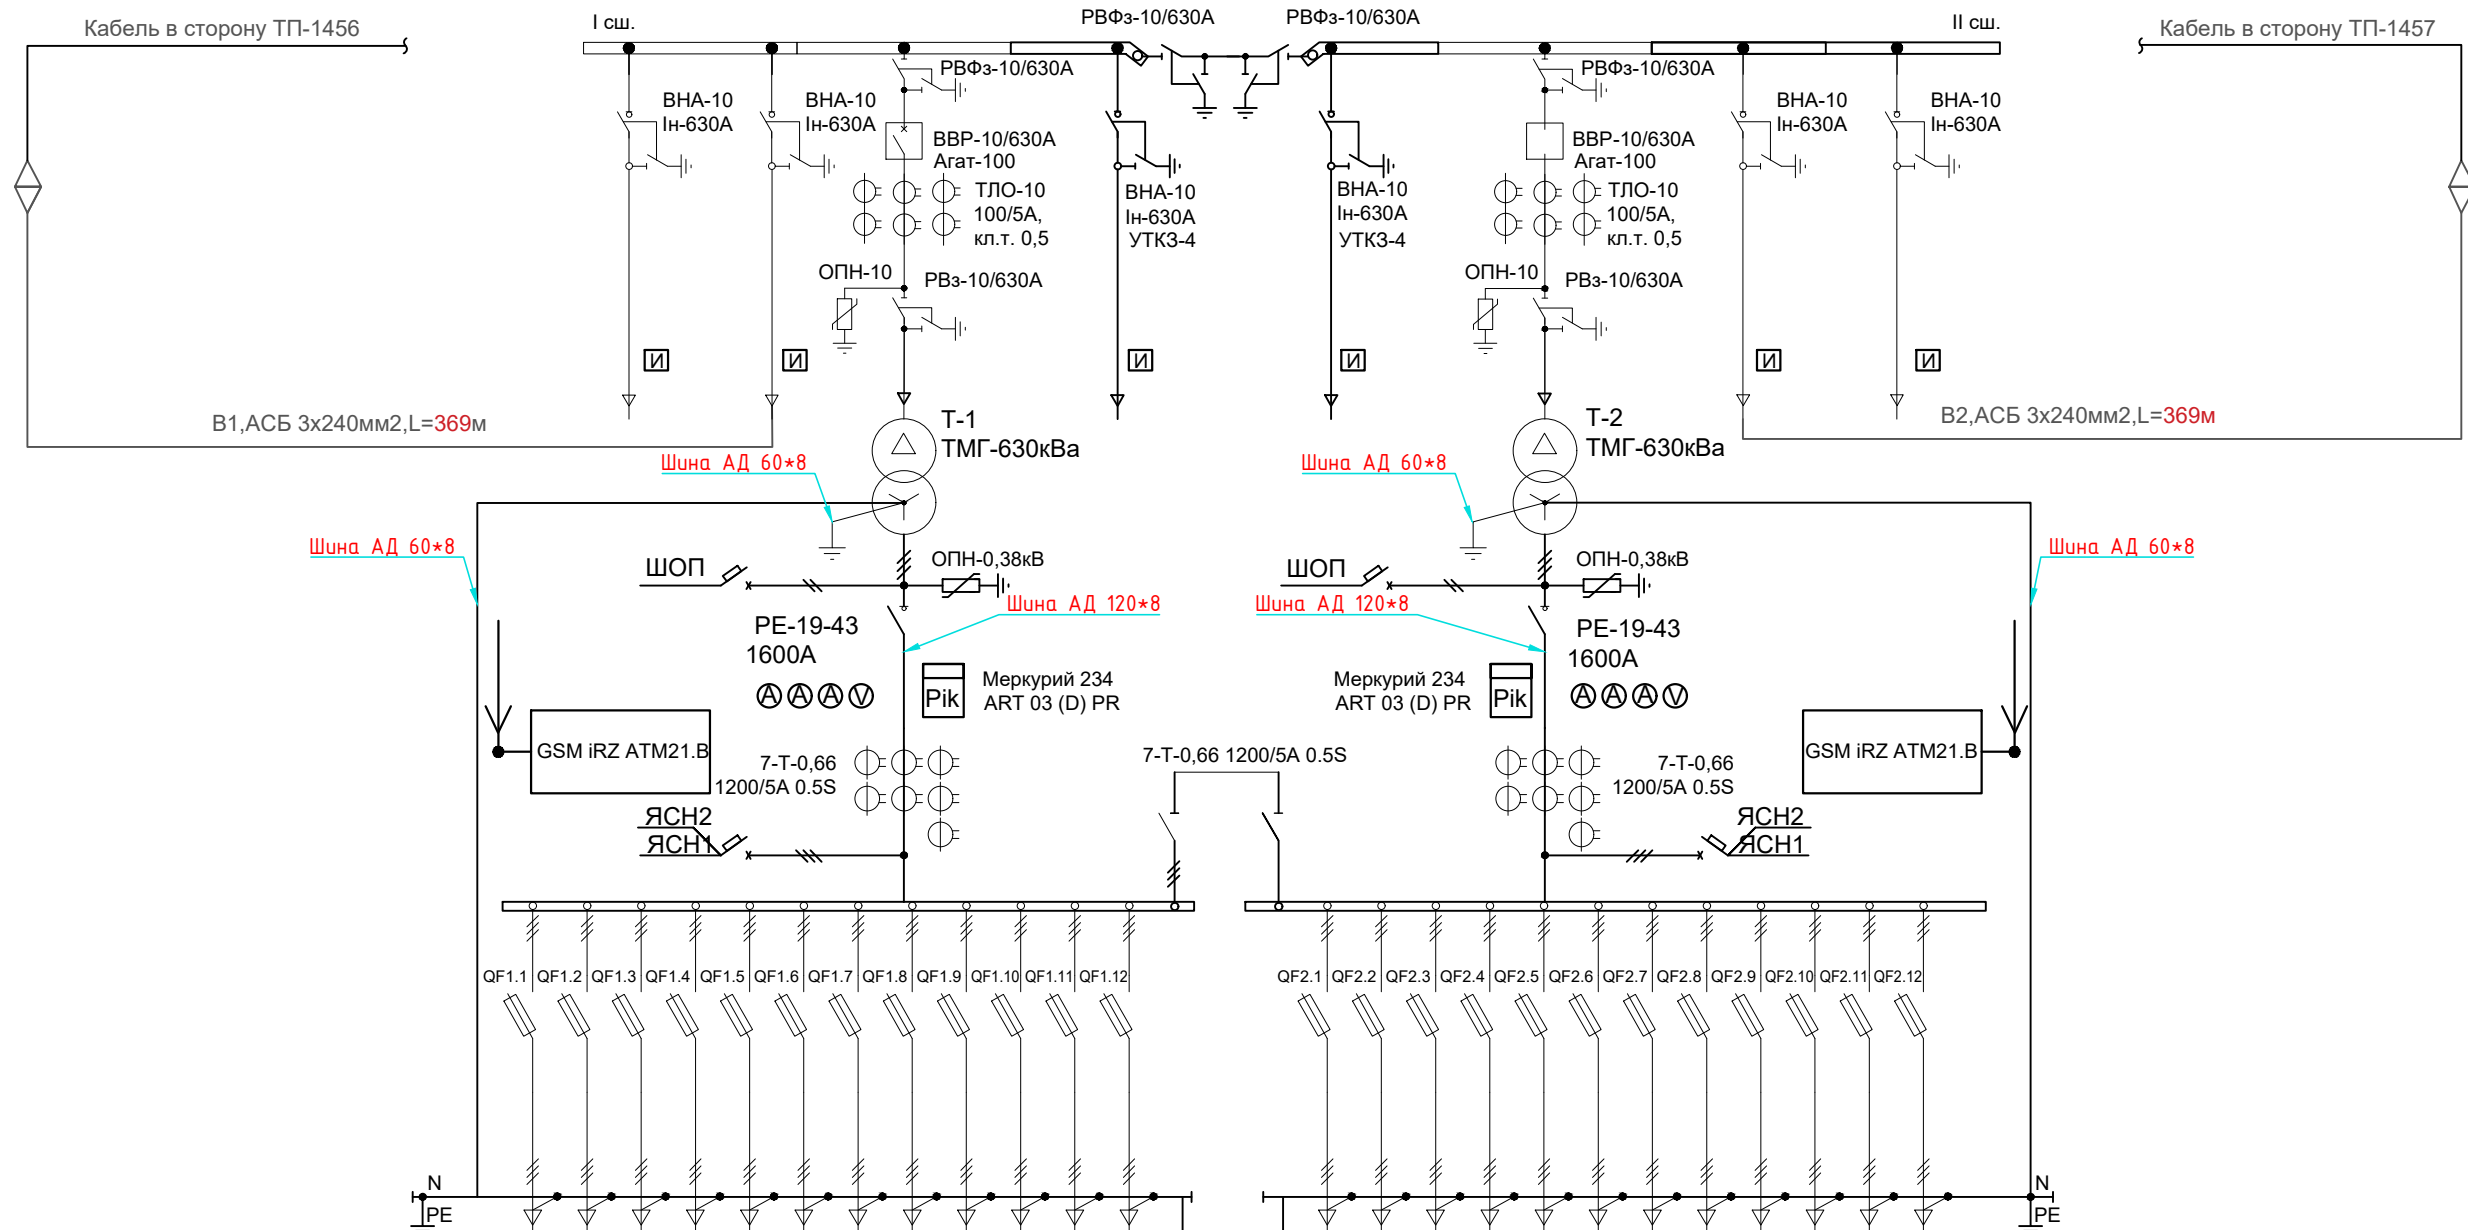 Кабель в сторону ТП-1456
I сш.
РВФз-10/630А
РВФз-10/630А
II сш.
Кабель в сторону ТП-1457
РВФз-10/630А
РВФз-10/630А
ВНА-10
Iн-630А
ВНА-10
Iн-630А
ВНА-10
Iн-630А
ВНА-10
Iн-630А
ВВР-10/630А
Агат-100
ВВР-10/630А
Агат-100
ТЛО-10
100/5А,
кл.т. 0,5
ВНА-10
Iн-630А
УТКЗ-4
ВНА-10
Iн-630А
УТКЗ-4
ТЛО-10
100/5А,
кл.т. 0,5
ОПН-10
РВз-10/630А
ОПН-10
РВз-10/630А
И
И
И
И
И
И
В1,АСБ 3х240мм2,L=369м
Т-1
ТМГ-630кВа
Т-2
ТМГ-630кВа
В2,АСБ 3х240мм2,L=369м
Шина АД 60*8
Шина АД 60*8
Шина АД 60*8
Шина АД 60*8
ШОП
ОПН-0,38кВ
ШОП
ОПН-0,38кВ
Шина АД 120*8
Шина АД 120*8
РЕ-19-43
1600А
РЕ-19-43
1600А
A A A V
Pik
Меркурий 234
ART 03 (D) PR
Меркурий 234
ART 03 (D) PR
Pik
A A A V
GSM iRZ ATM21.B
7-Т-0,66
1200/5А 0.5S
7-Т-0,66 1200/5А 0.5S
7-Т-0,66
1200/5А 0.5S
GSM iRZ ATM21.B
ЯСН2
ЯСН1
ЯСН2
ЯСН1
QF1.1 QF1.2 QF1.3 QF1.4 QF1.5 QF1.6 QF1.7 QF1.8 QF1.9 QF1.10 QF1.11 QF1.12
QF2.1 QF2.2 QF2.3 QF2.4 QF2.5 QF2.6 QF2.7 QF2.8 QF2.9 QF2.10 QF2.11 QF2.12
N
PE
N
PE